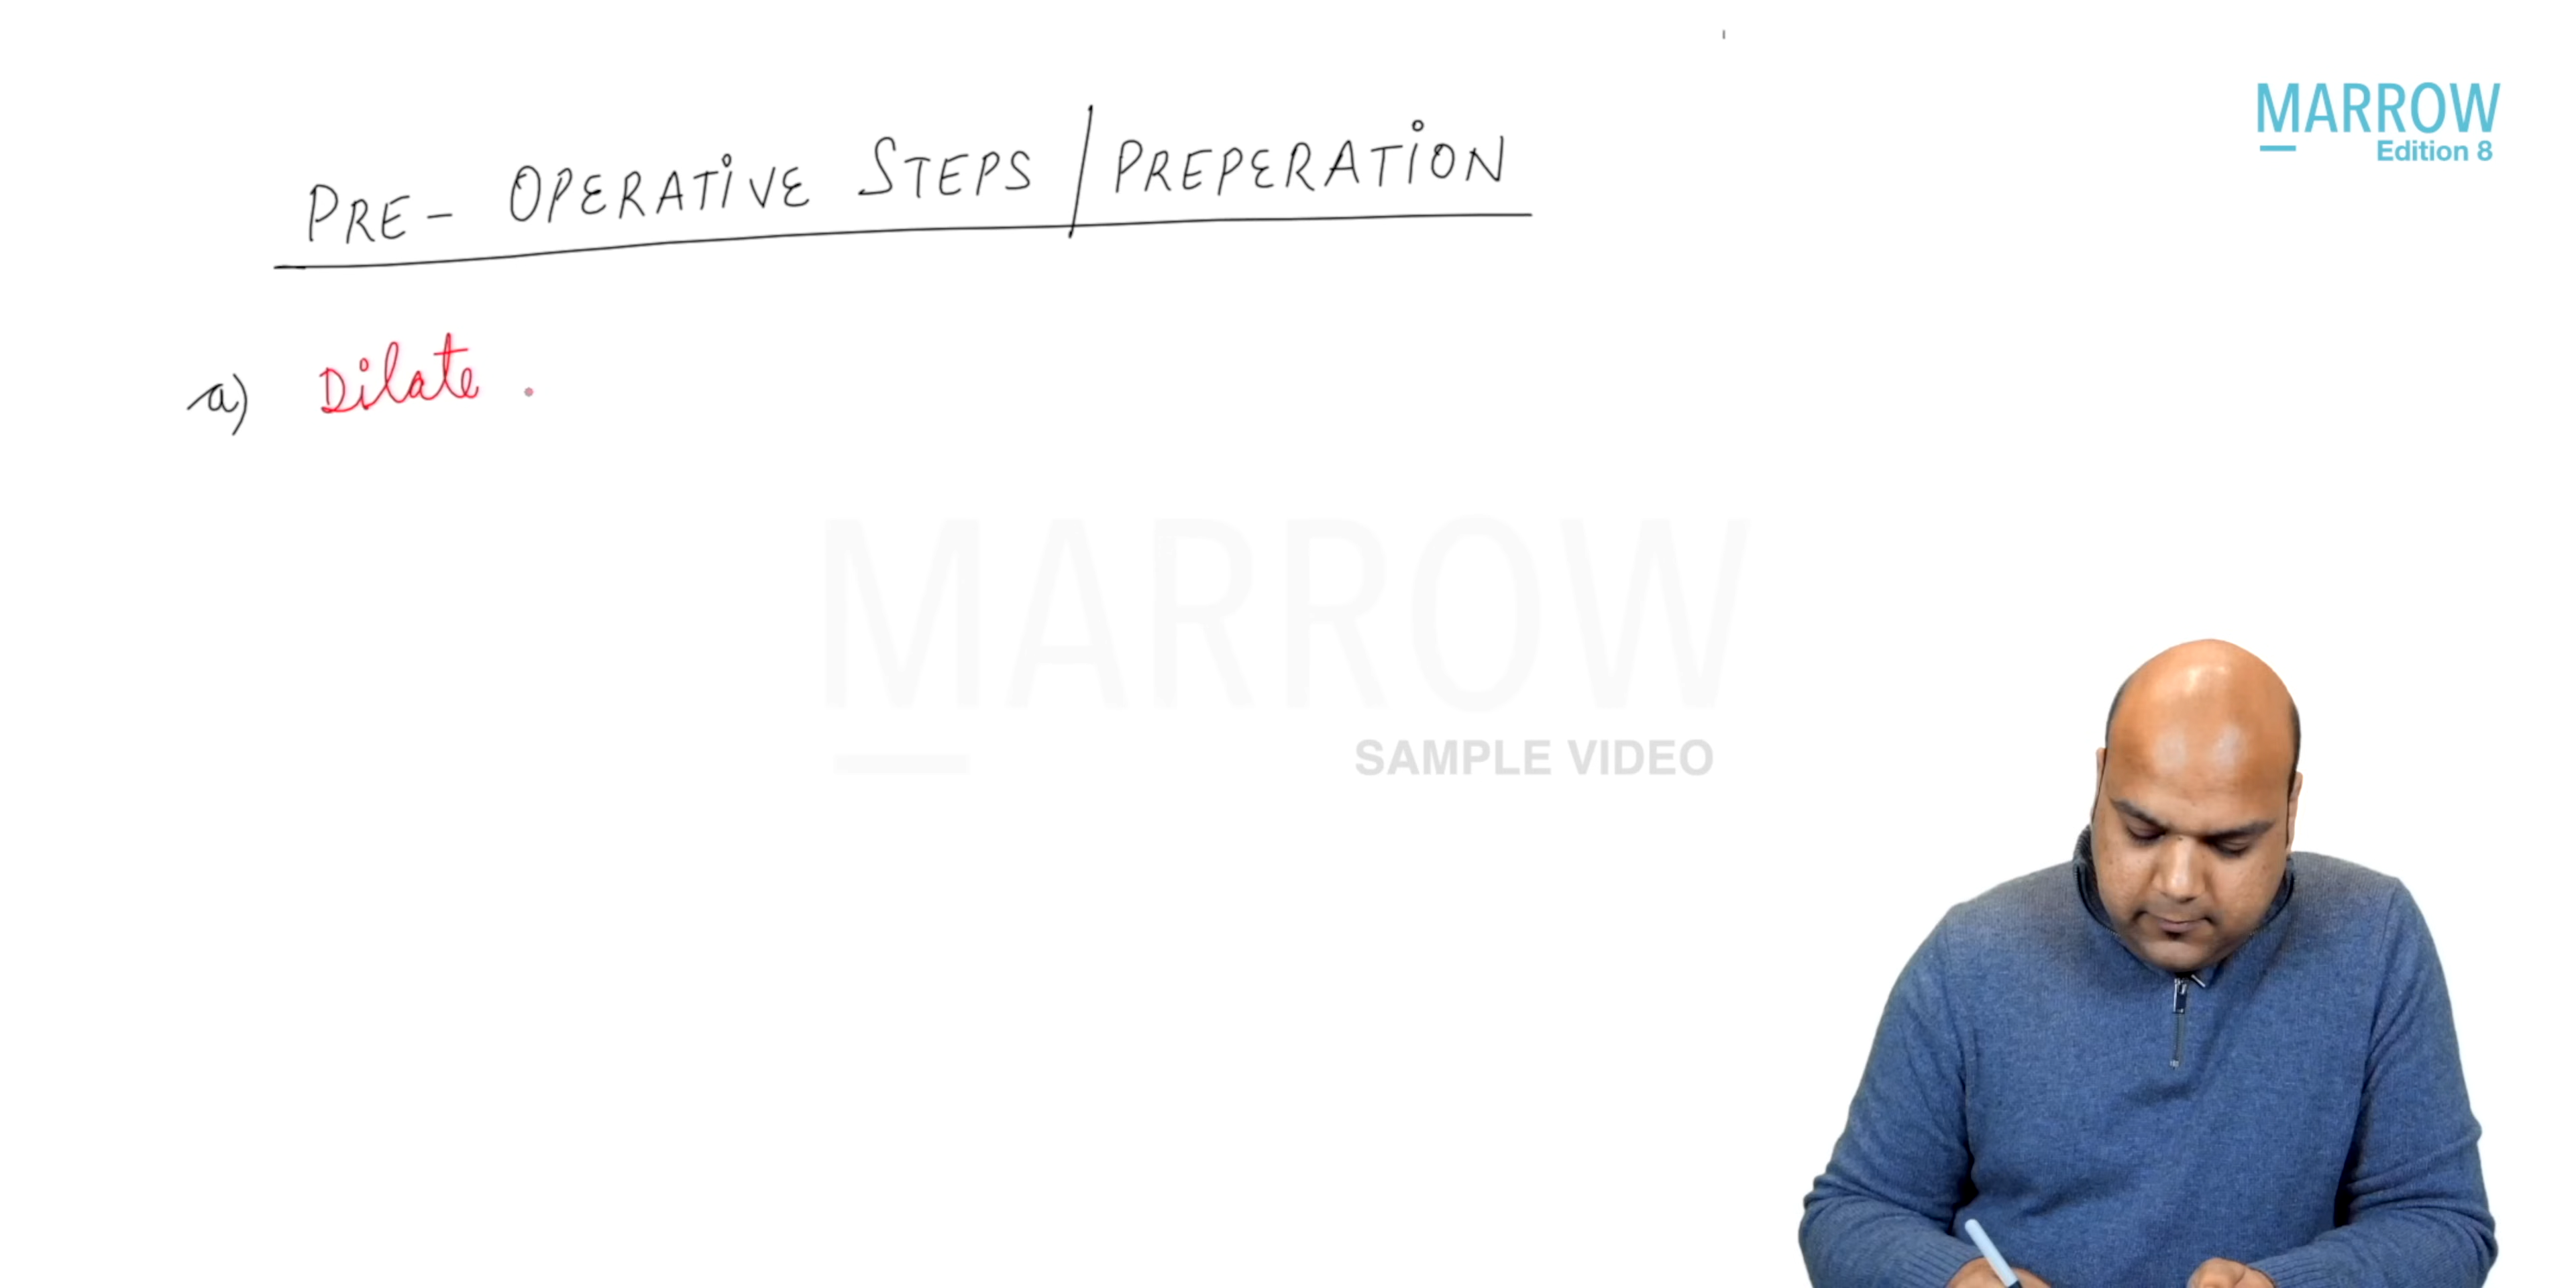 MARROW
Edition 8
PRE- OPERATIVE STEPS / PREPERATION
a) Dilate .
MARROW
SAMPLE VIDEO